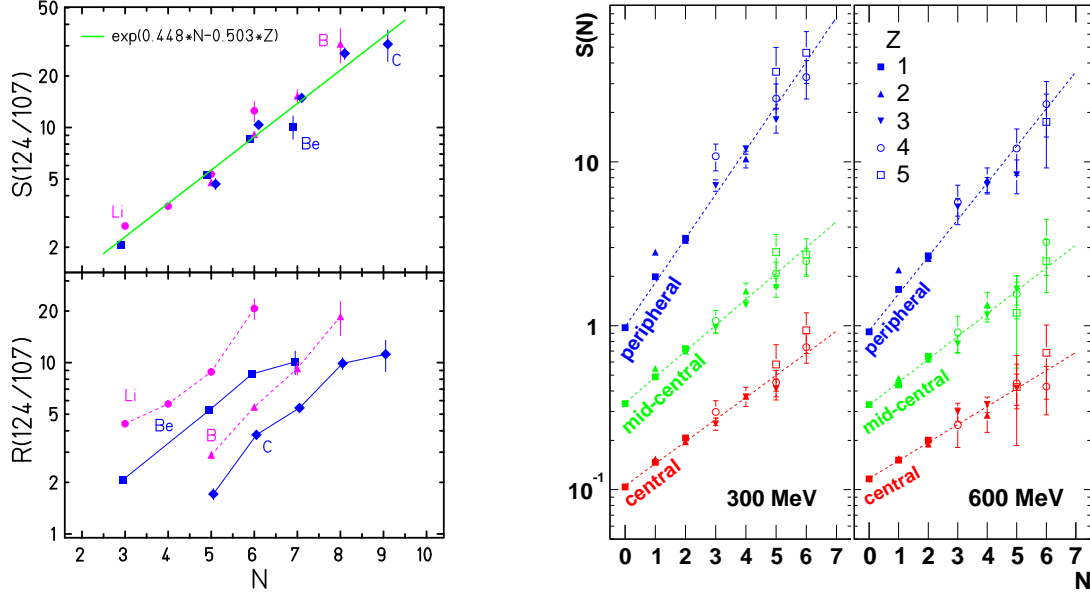 50
exp(0.448*N-0.503*Z)
B
C
20
S(124/107)
10
Be
5
Li
2
20
R(124/107)
10
Li
5
Be
B
C
2
1
2 3 4 5 6 7 8 9 10
N
S(N)
10
1
10⁻¹
peripheral
mid-central
central
300 MeV
0 1 2 3 4 5 6 7
Z
1
2
3
4
5
peripheral
mid-central
central
600 MeV
0 1 2 3 4 5 6 7
N